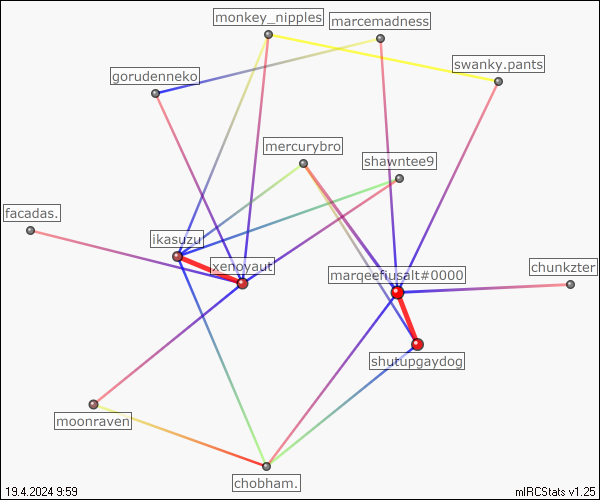 monkey_nipples
marcemadness
swanky.pants
gorudenneko
mercurybro
shawntee9
facadas.
ikasuzu
xenoyaut
marqeefiusalt#0000
chunkzter
shutupgaydog
moonraven
chobham.
19.4.2024 9:59
mIRCStats v1.25